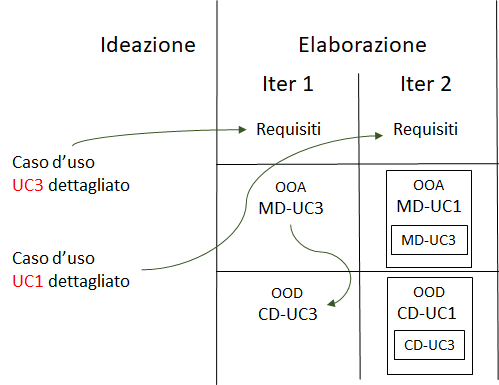 Ideazione
Elaborazione
Iter 1
Iter 2
Requisiti
Requisiti
Caso d'uso
UC3 dettagliato
OOA
MD-UC3
OOA
MD-UC1
MD-UC3
Caso d'uso
UC1 dettagliato
OOD
CD-UC3
OOD
CD-UC1
CD-UC3